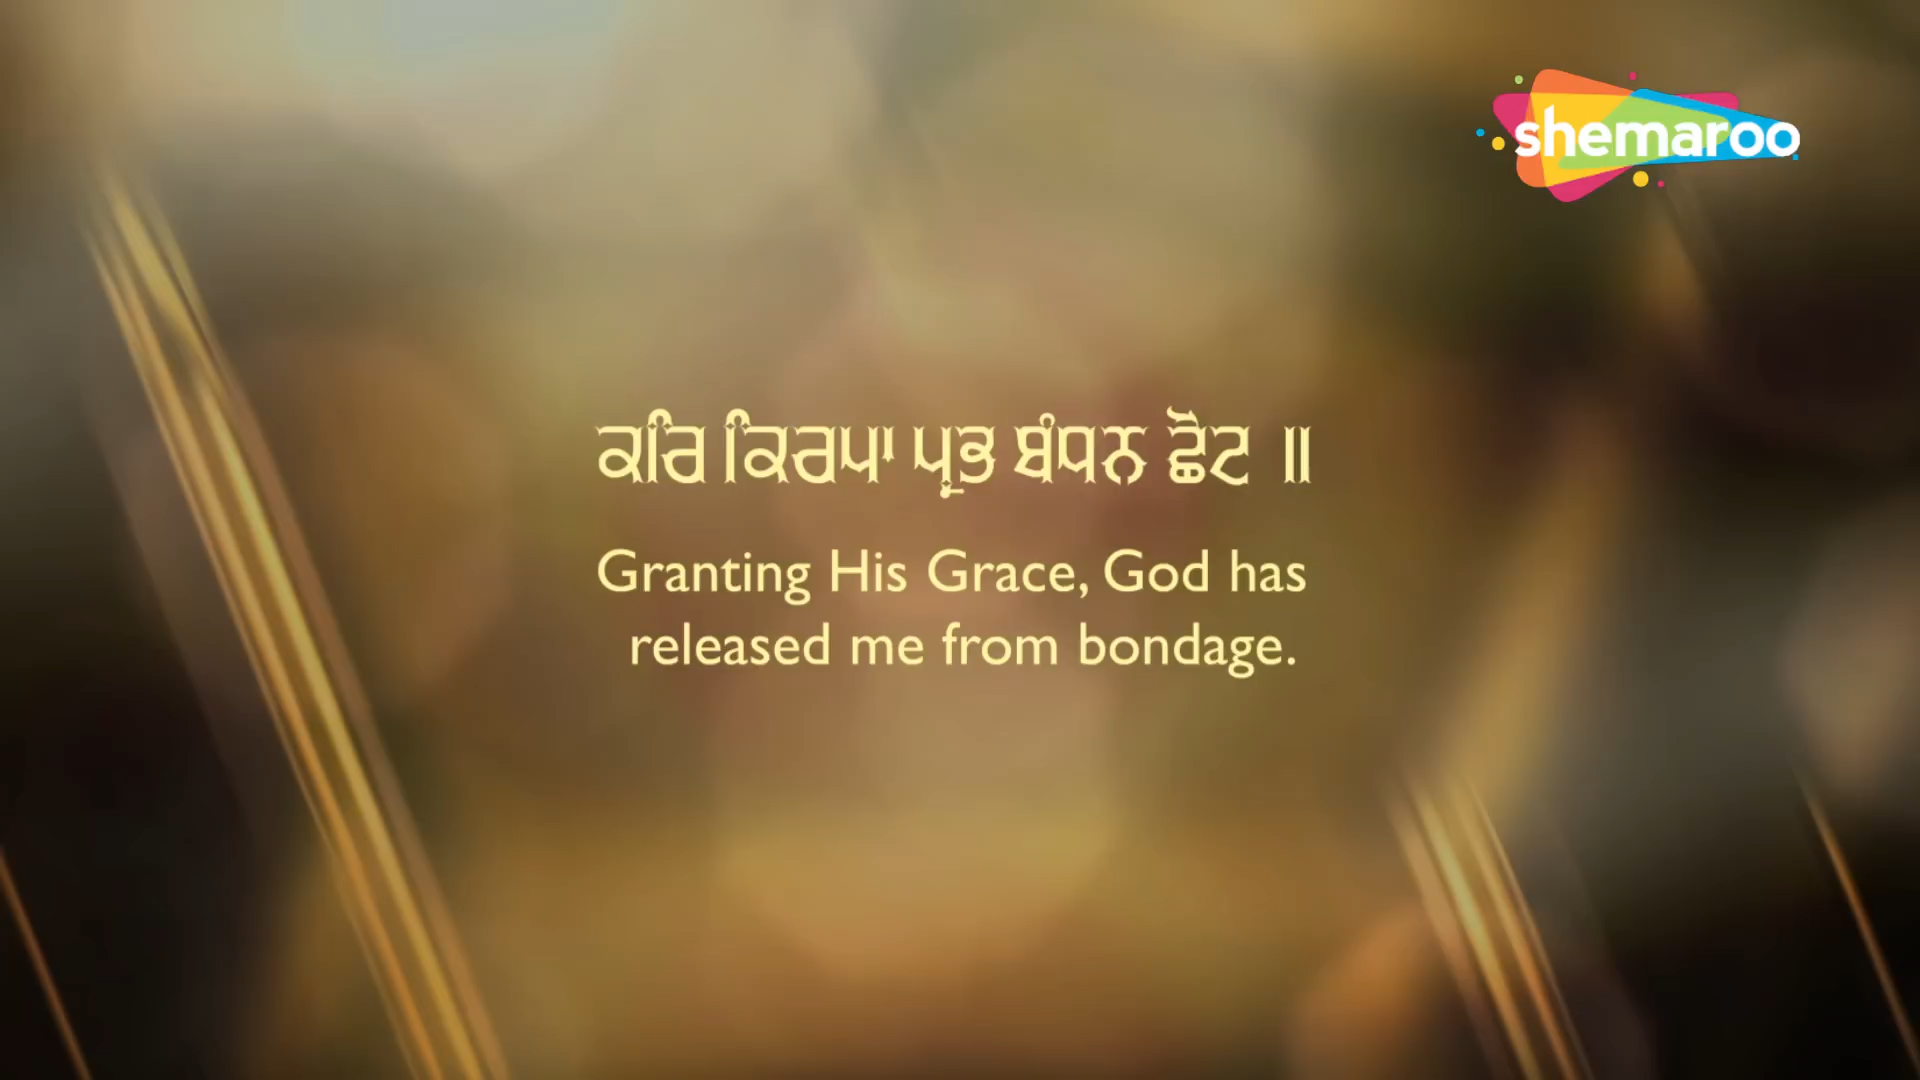 shemaroo
ਕਰਿ ਕਿਰਪਾ ਪ੍ਰਭ ਬੰਧਨ ਛੋਟ ॥
Granting His Grace, God has
released me from bondage.